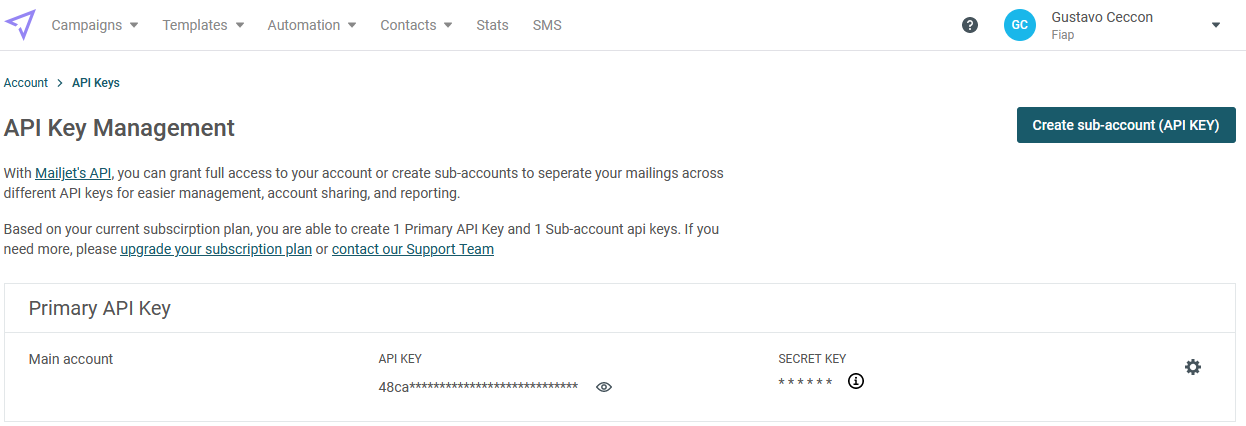 Campaigns Templates Automation Contacts Stats SMS ? GC Gustavo Ceccon
Fiap
Account > API Keys
API Key Management
Create sub-account (API KEY)
With Mailjet's API, you can grant full access to your account or create sub-accounts to seperate your mailings across
different API keys for easier management, account sharing, and reporting.
Based on your current subscirption plan, you are able to create 1 Primary API Key and 1 Sub-account api keys. If you
need more, please upgrade your subscription plan or contact our Support Team
Primary API Key
Main account
API KEY
48ca****************************
SECRET KEY
* * * * * *